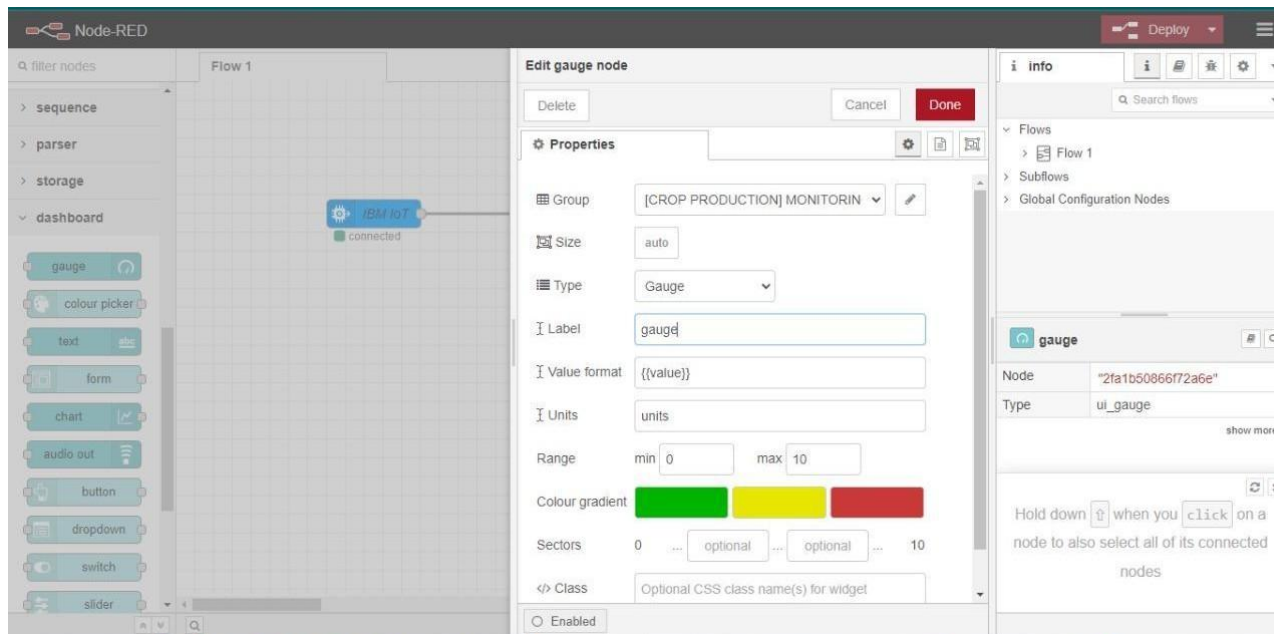 Node-RED
Deploy
filter nodes
sequence
parser
storage
dashboard
gauge
colour picker
text
abc
form
chart
audio out
button
dropdown
switch
slider
Flow 1
IBM IoT
connected
Edit gauge node
Delete
Cancel
Done
Properties
Group
[CROP PRODUCTION] MONITORIN
Size
auto
Type
Gauge
Label
gauge
Value format
{{value}}
Units
units
Range
min 0
max 10
Colour gradient
Sectors
0 ... optional ... optional ... 10
</> Class
Optional CSS class name(s) for widget
Enabled
i info
i
Search flows
Flows
Flow 1
Subflows
Global Configuration Nodes
gauge
Node
"2fa1b50866f72a6e"
Type
ui_gauge
show more
Hold down ⇧ when you click on a
node to also select all of its connected
nodes